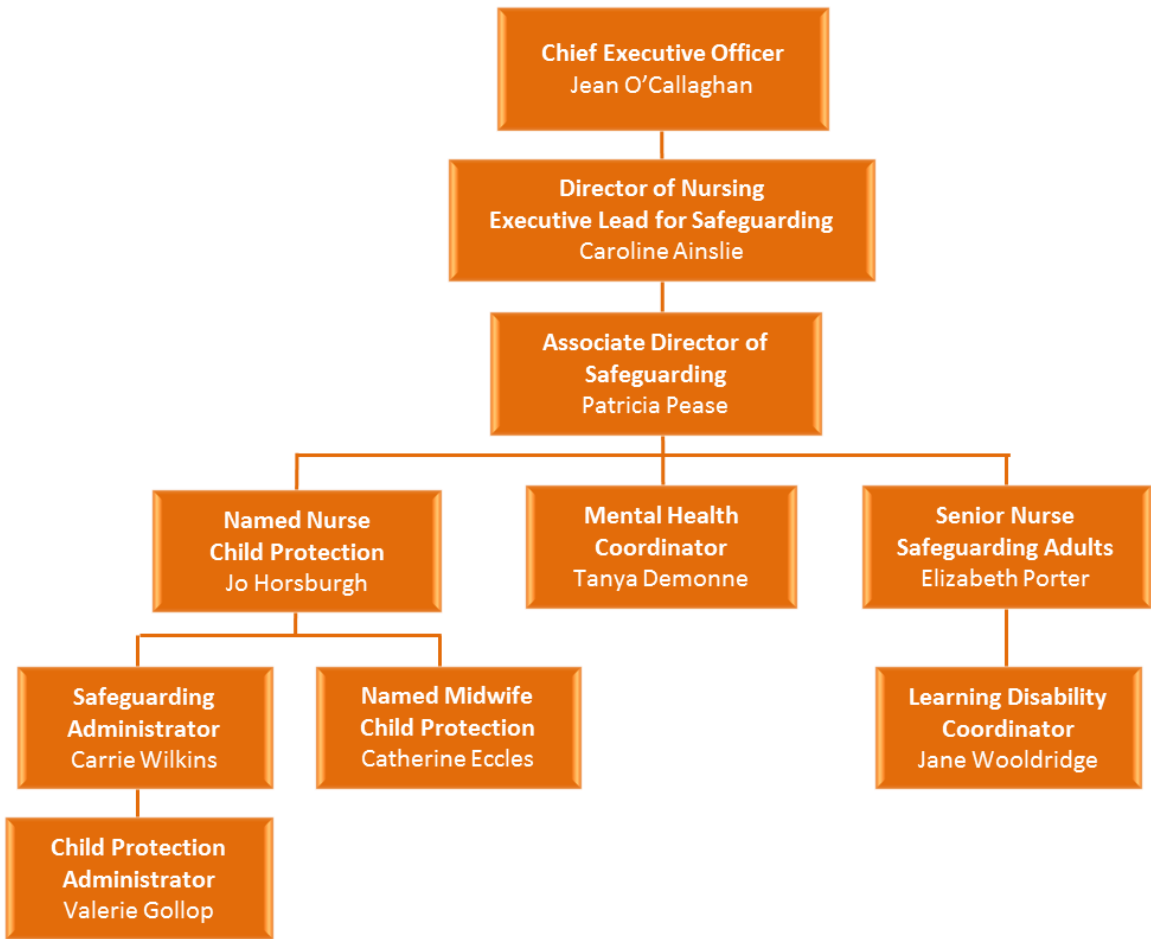 Chief Executive Officer
Jean O’Callaghan
Director of Nursing
Executive Lead for Safeguarding
Caroline Ainslie
Associate Director of
Safeguarding
Patricia Pease
Named Nurse
Child Protection
Jo Horsburgh
Mental Health
Coordinator
Tanya Demonne
Senior Nurse
Safeguarding Adults
Elizabeth Porter
Safeguarding
Administrator
Carrie Wilkins
Named Midwife
Child Protection
Catherine Eccles
Learning Disability
Coordinator
Jane Wooldridge
Child Protection
Administrator
Valerie Gollop